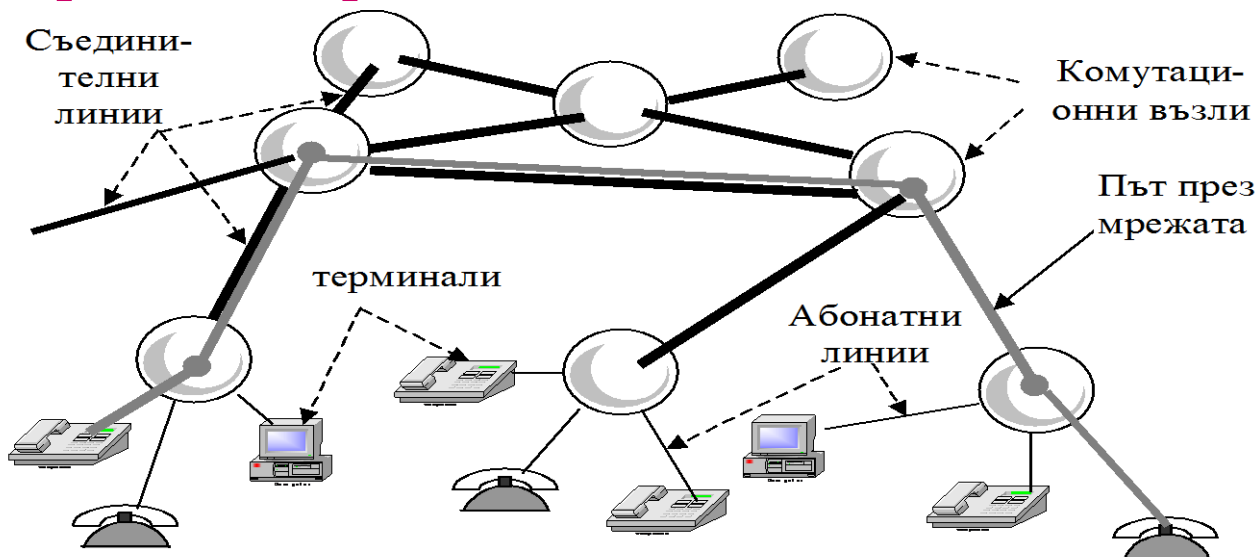 Съедини-
телни
линии
Комутаци-
онни възли
Път през
мрежата
терминали
Абонатни
линии